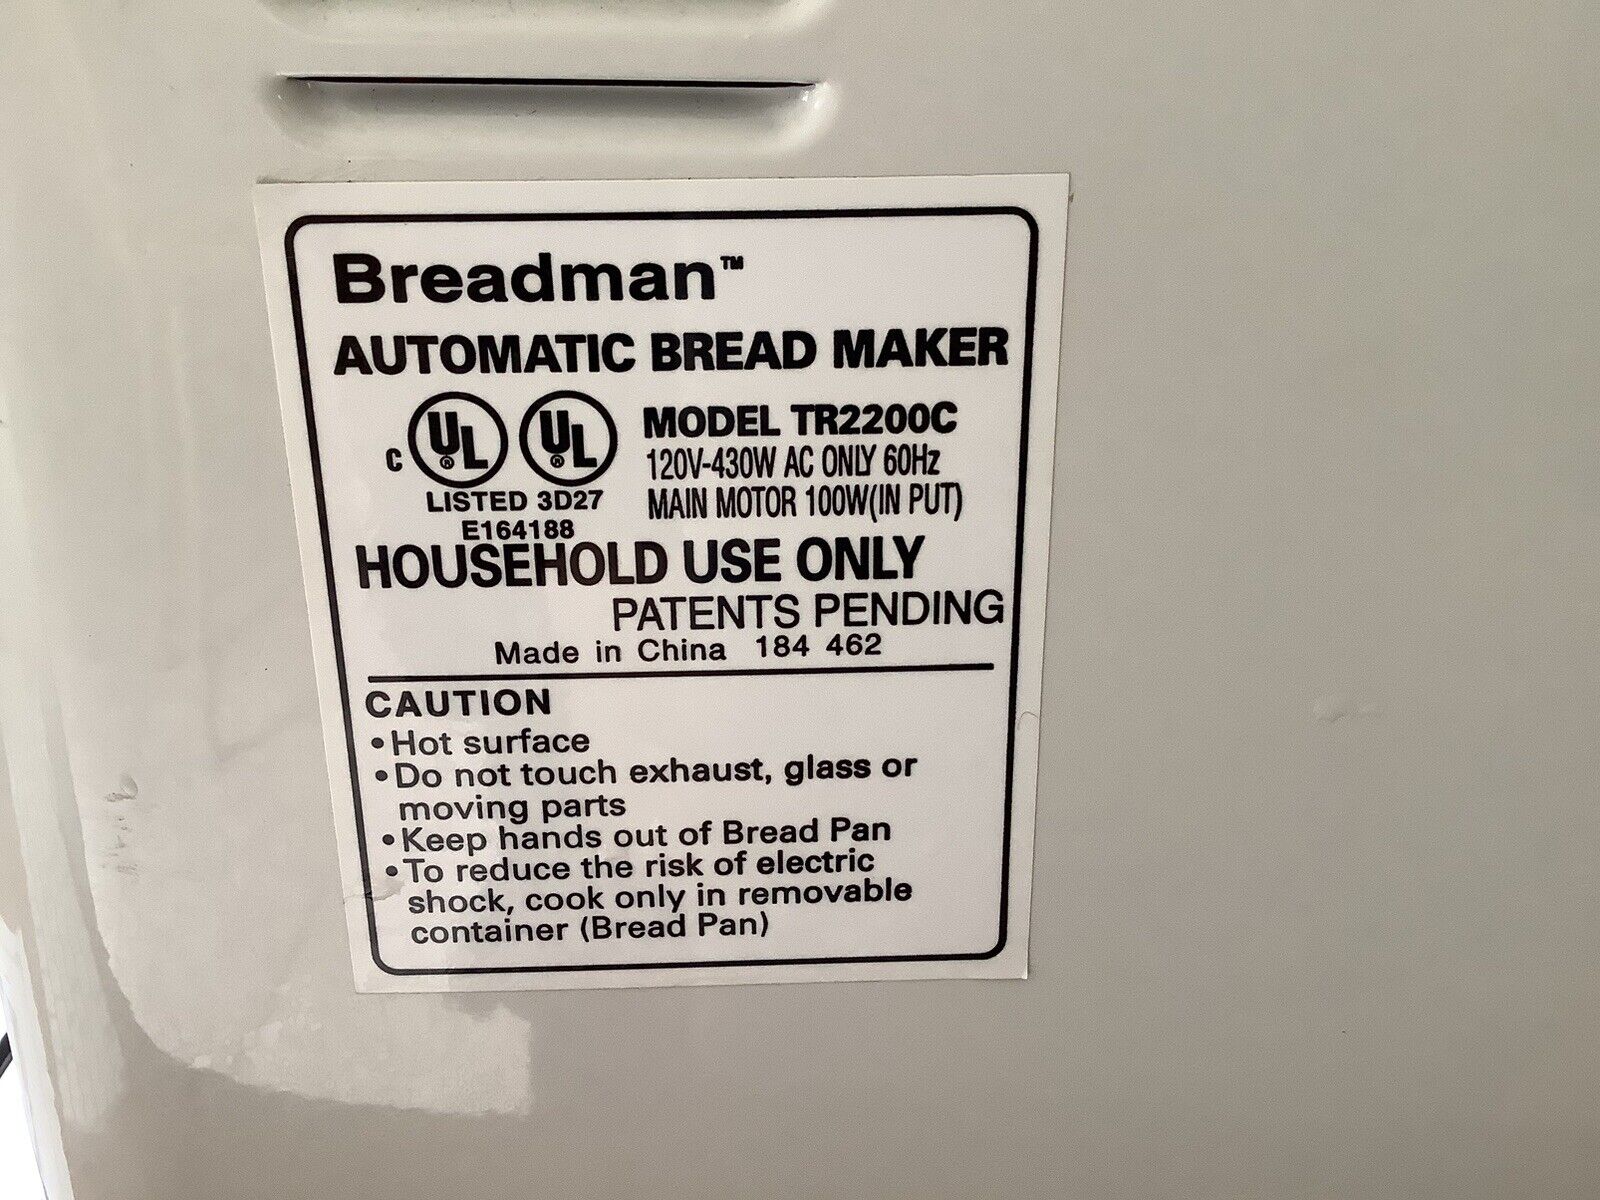 Breadman™
AUTOMATIC BREAD MAKER
C UL® UL®
LISTED 3D27
E164188
MODEL TR2200C
120V-430W AC ONLY 60Hz
MAIN MOTOR 100W(IN PUT)
HOUSEHOLD USE ONLY
PATENTS PENDING
Made in China 184 462
CAUTION
•Hot surface
•Do not touch exhaust, glass or
moving parts
•Keep hands out of Bread Pan
•To reduce the risk of electric
shock, cook only in removable
container (Bread Pan)